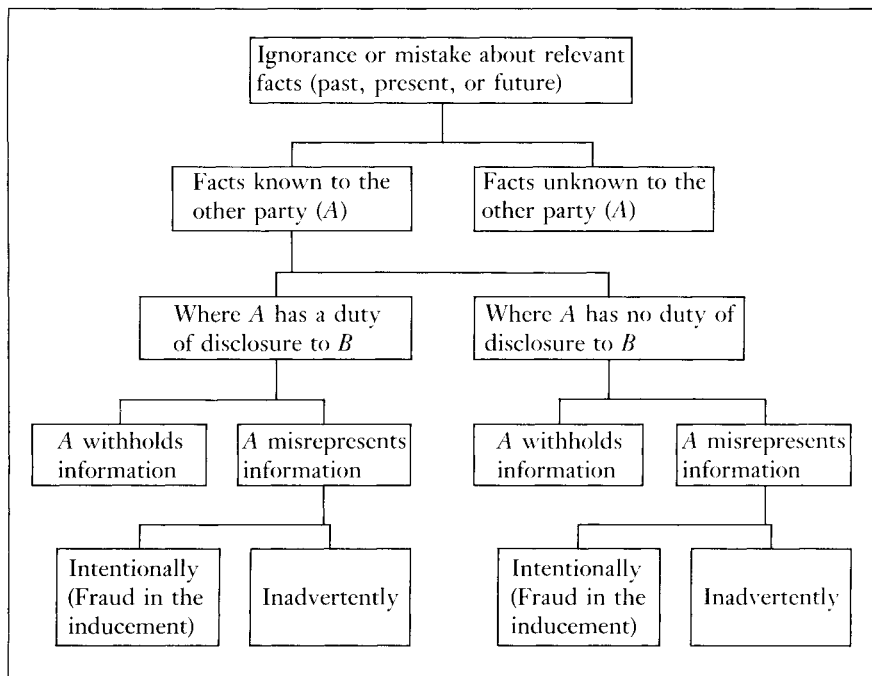 Ignorance or mistake about relevant
facts (past, present, or future)
Facts known to the
other party (A)
Facts unknown to the
other party (A)
Where A has a duty
of disclosure to B
Where A has no duty of
disclosure to B
A withholds
information
A misrepresents
information
A withholds
information
A misrepresents
information
Intentionally
(Fraud in the
inducement)
Inadvertently
Intentionally
(Fraud in the
inducement)
Inadvertently